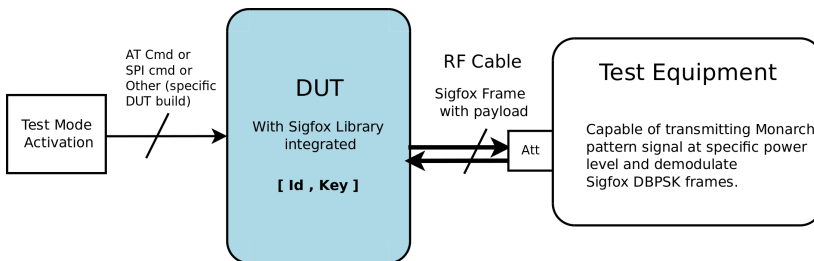 Test Mode
Activation
AT Cmd or
SPI cmd or
Other (specific
DUT build)
DUT
With Sigfox Library
integrated
[ Id , Key ]
RF Cable
Sigfox Frame
with payload
Att
Test Equipment
Capable of transmitting Monarch
pattern signal at specific power
level and demodulate
Sigfox DBPSK frames.